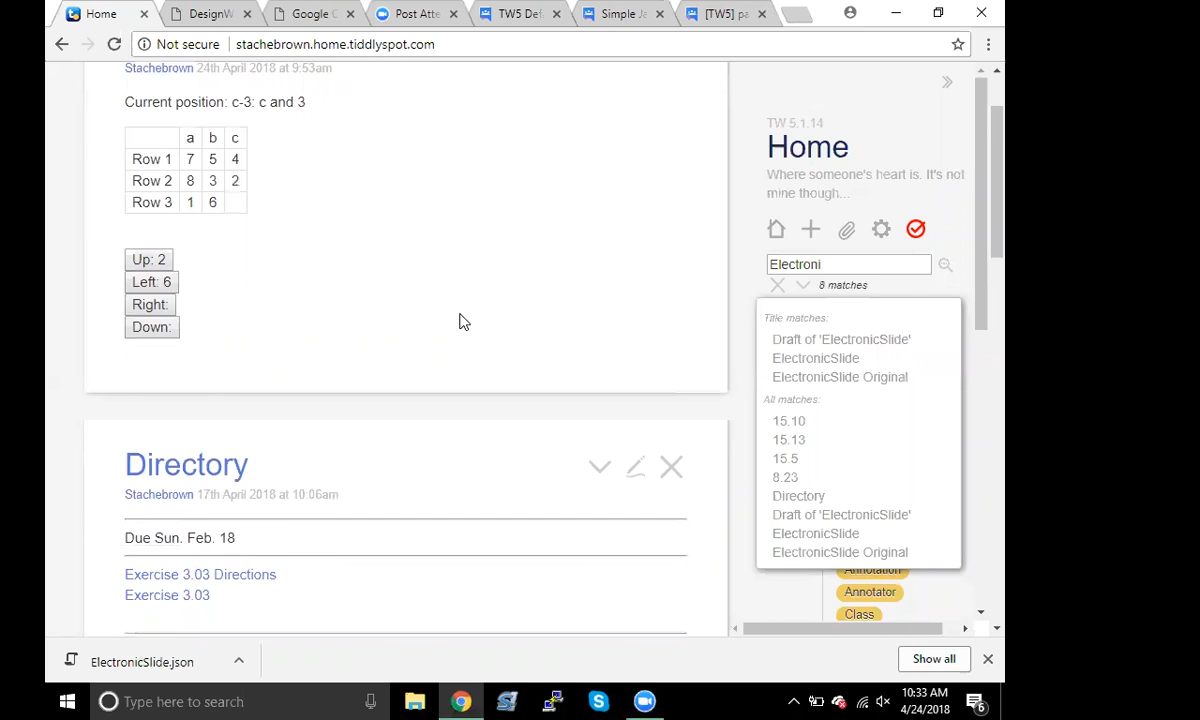 Home
DesignW
Google C
Post Atte
TW5 Def
Simple Ja
[TW5] pa
Not secure
stachebrown.home.tiddlyspot.com
Stachebrown 24th April 2018 at 9:53am
Current position: c-3: c and 3
a b c
Row 1 7 5 4
Row 2 8 3 2
Row 3 1 6
Up: 2
Left: 6
Right:
Down:
Directory
Stachebrown 17th April 2018 at 10:06am
Due Sun. Feb. 18
Exercise 3.03 Directions
Exercise 3.03
TW 5.1.14
Home
Where someone's heart is. It's not
mine though...
Electroni
8 matches
Title matches:
Draft of 'ElectronicSlide'
ElectronicSlide
ElectronicSlide Original
All matches:
15.10
15.13
15.5
8.23
Directory
Draft of 'ElectronicSlide'
ElectronicSlide
ElectronicSlide Original
Annotation
Annotator
Class
ElectronicSlide.json
Show all
Type here to search
10:33 AM
4/24/2018
6